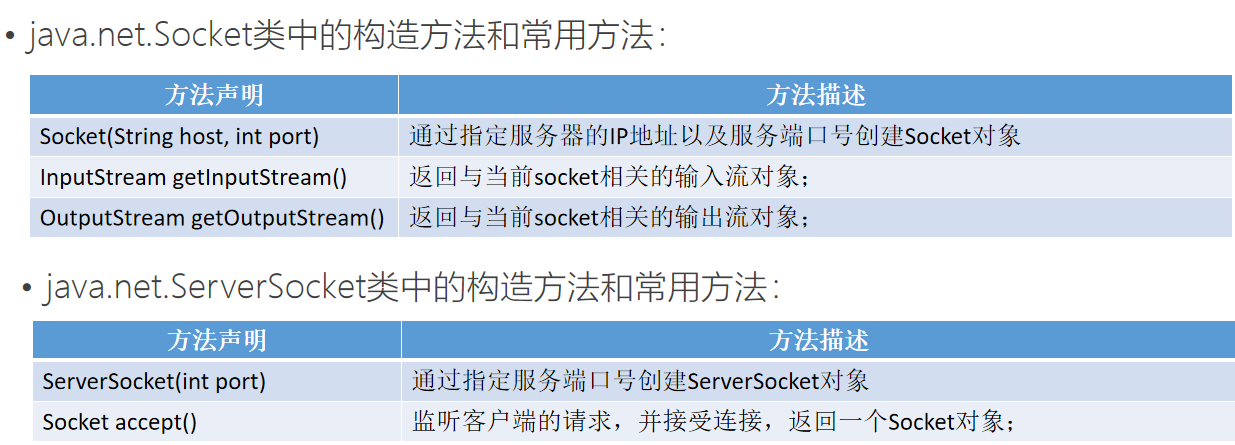 • java.net.Socket类中的构造方法和常用方法：
方法声明 方法描述
Socket(String host, int port) 通过指定服务器的IP地址以及服务端口号创建Socket对象
InputStream getInputStream() 返回与当前socket相关的输入流对象；
OutputStream getOutputStream() 返回与当前socket相关的输出流对象；
• java.net.ServerSocket类中的构造方法和常用方法：
方法声明 方法描述
ServerSocket(int port) 通过指定服务端口号创建ServerSocket对象
Socket accept() 监听客户端的请求，并接受连接，返回一个Socket对象；